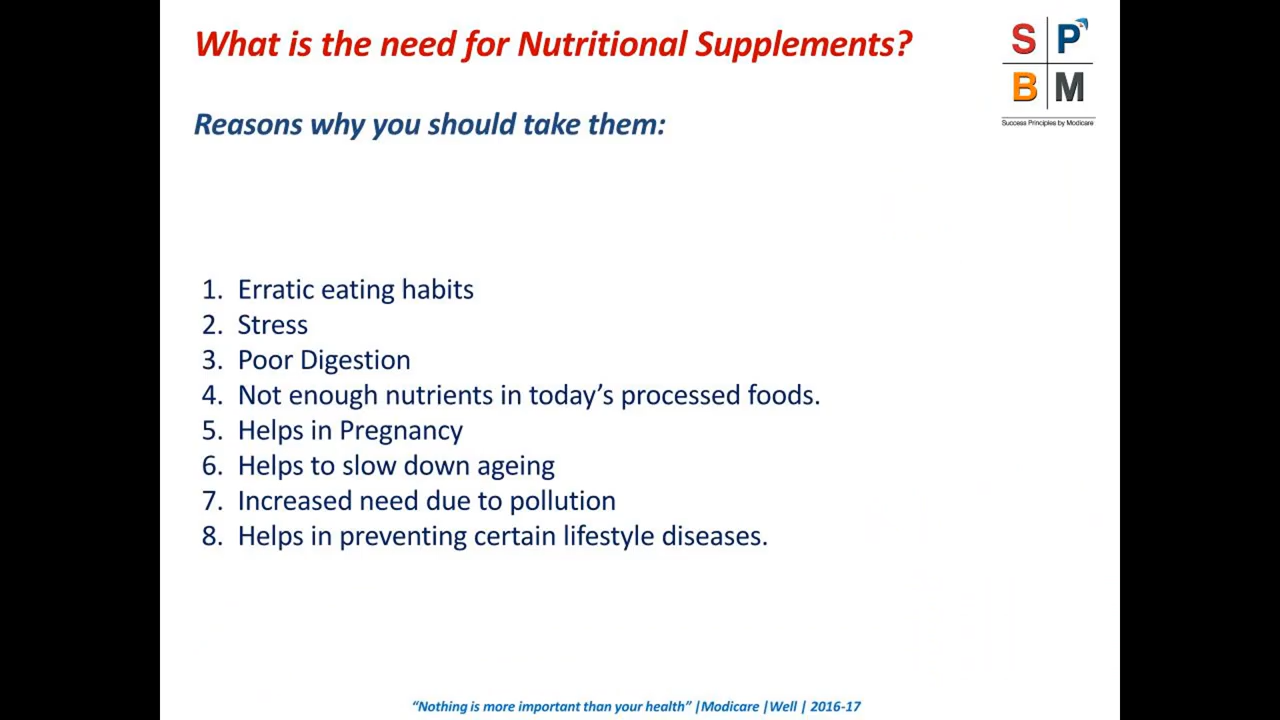 What is the need for Nutritional Supplements?
S P
B M
Success Principles by Modicare
Reasons why you should take them:
1. Erratic eating habits
2. Stress
3. Poor Digestion
4. Not enough nutrients in today’s processed foods.
5. Helps in Pregnancy
6. Helps to slow down ageing
7. Increased need due to pollution
8. Helps in preventing certain lifestyle diseases.
“Nothing is more important than your health” |Modicare |Well | 2016-17